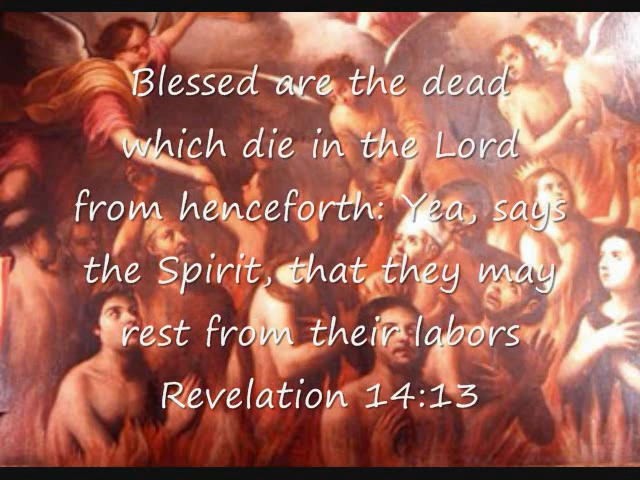 Blessed are the dead
which die in the Lord
from henceforth: Yea, says
the Spirit, that they may
rest from their labors
Revelation 14:13